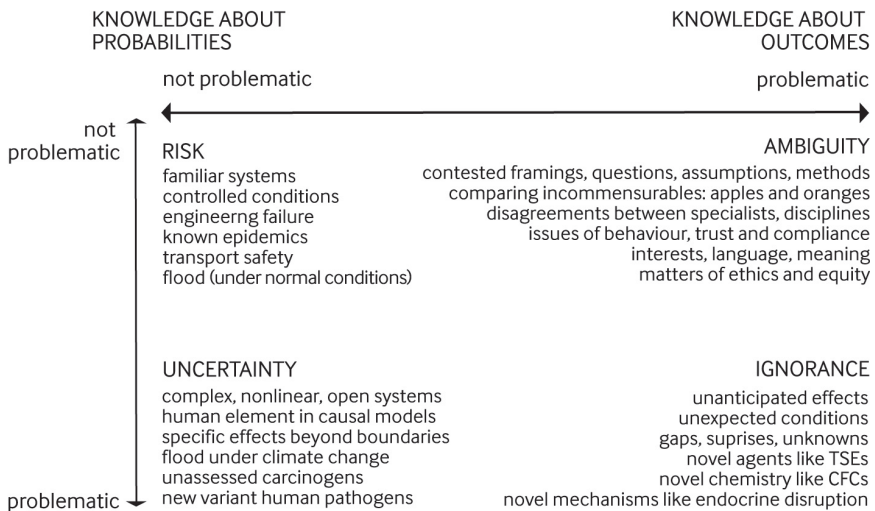 KNOWLEDGE ABOUT
PROBABILITIES
KNOWLEDGE ABOUT
OUTCOMES
not problematic
problematic
not
problematic
RISK
familiar systems
controlled conditions
engineerng failure
known epidemics
transport safety
flood (under normal conditions)
AMBIGUITY
contested framings, questions, assumptions, methods
comparing incommensurables: apples and oranges
disagreements between specialists, disciplines
issues of behaviour, trust and compliance
interests, language, meaning
matters of ethics and equity
UNCERTAINTY
complex, nonlinear, open systems
human element in causal models
specific effects beyond boundaries
flood under climate change
unassessed carcinogens
new variant human pathogens
IGNORANCE
unanticipated effects
unexpected conditions
gaps, suprises, unknowns
novel agents like TSEs
novel chemistry like CFCs
novel mechanisms like endocrine disruption
problematic